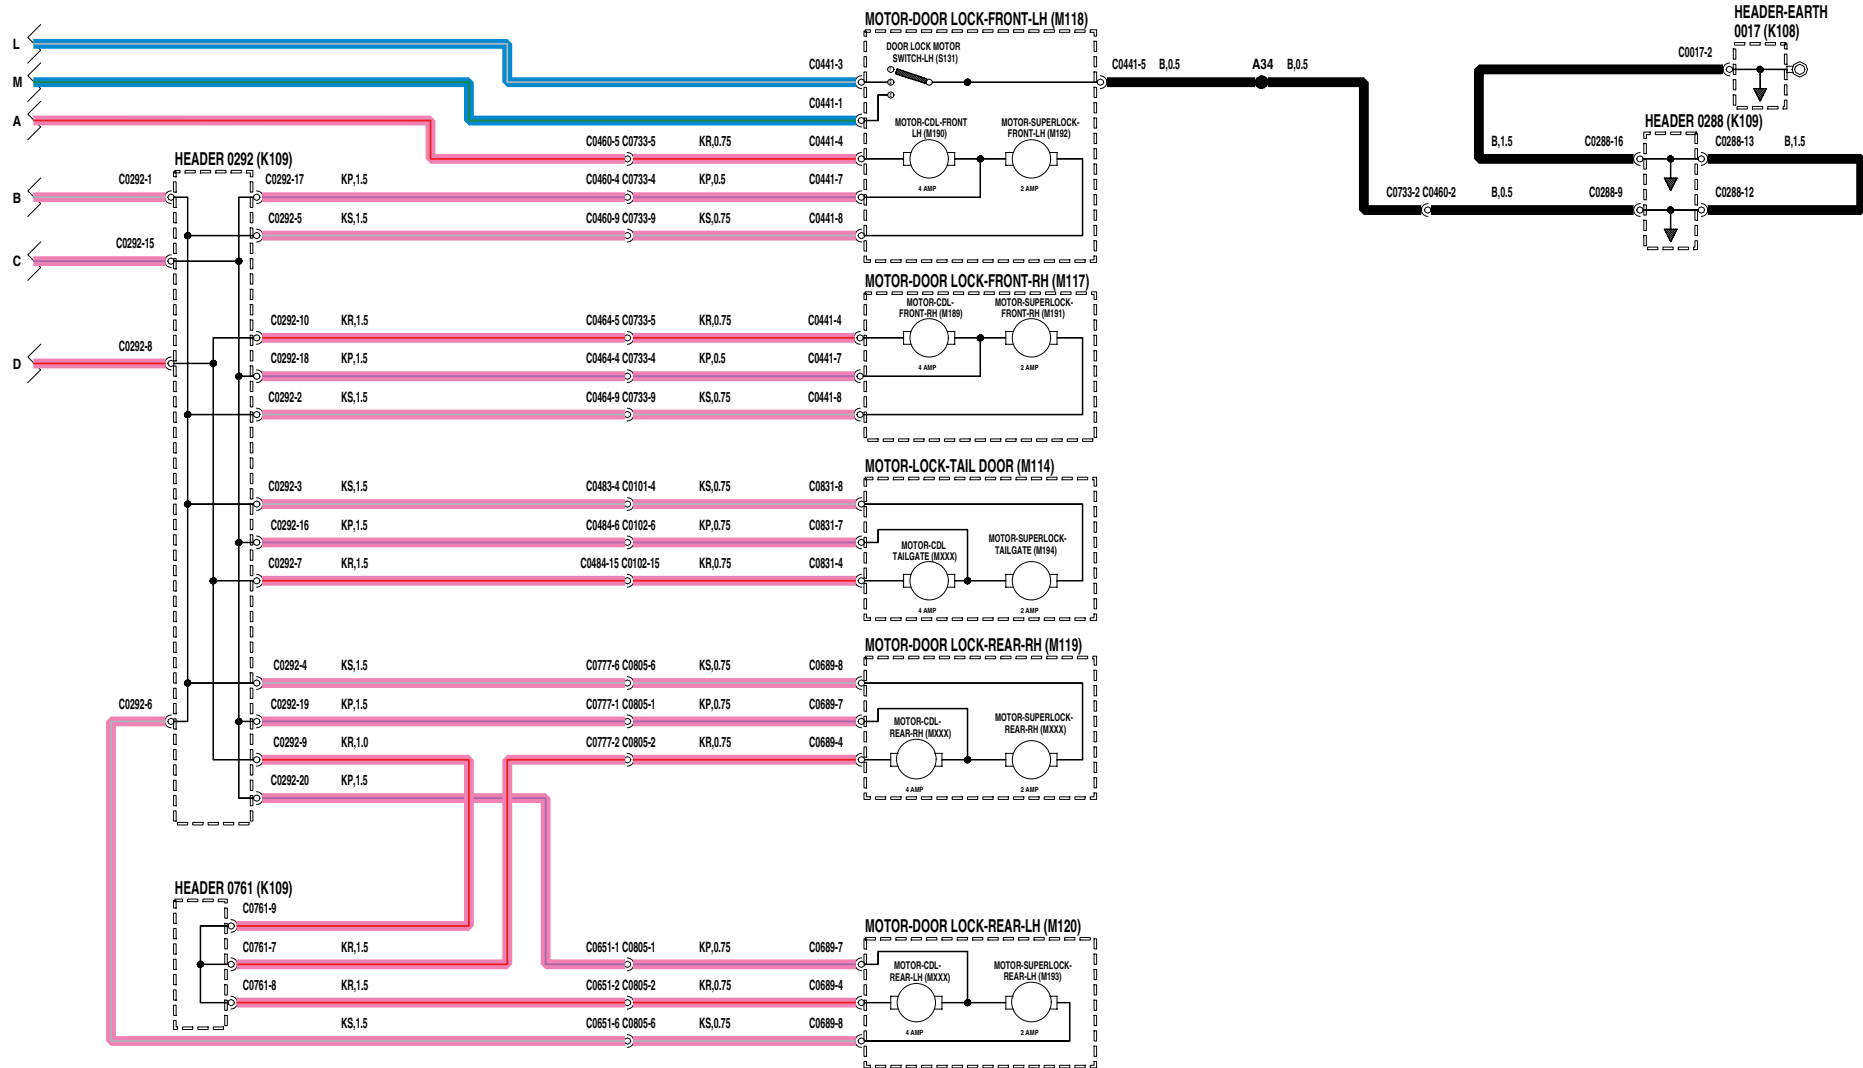 MOTOR-DOOR LOCK-FRONT-LH (M118)
HEADER-EARTH
0017 (K108)
L
DOOR LOCK MOTOR
SWITCH-LH (S131)
C0441-3
C0441-5 B,0.5
A34 B,0.5
C0017-2
M
C0441-1
A
MOTOR-CDL-FRONT
LH (M190)
MOTOR-SUPERLOCK-
FRONT-LH (M192)
HEADER 0288 (K109)
C0460-5 C0733-5 KR,0.75 C0441-4
B,1.5 C0288-16 C0288-13 B,1.5
HEADER 0292 (K109)
B
C0292-1
C0292-17 KP,1.5 C0460-4 C0733-4 KP,0.5 C0441-7
4 AMP
2 AMP
C0733-2 C0460-2 B,0.5 C0288-9 C0288-12
C0292-5 KS,1.5 C0460-9 C0733-9 KS,0.75 C0441-8
C
C0292-15
MOTOR-DOOR LOCK-FRONT-RH (M117)
MOTOR-CDL-
FRONT-RH (M189)
MOTOR-SUPERLOCK-
FRONT-RH (M191)
C0292-10 KR,1.5 C0464-5 C0733-5 KR,0.75 C0441-4
D
C0292-8
C0292-18 KP,1.5 C0464-4 C0733-4 KP,0.5 C0441-7
4 AMP
2 AMP
C0292-2 KS,1.5 C0464-9 C0733-9 KS,0.75 C0441-8
MOTOR-LOCK-TAIL DOOR (M114)
C0292-3 KS,1.5 C0483-4 C0101-4 KS,0.75 C0831-8
C0292-16 KP,1.5 C0484-6 C0102-6 KP,0.75 C0831-7
MOTOR-CDL
TAILGATE (MXXX)
MOTOR-SUPERLOCK-
TAILGATE (M194)
C0292-7 KR,1.5 C0484-15 C0102-15 KR,0.75 C0831-4
4 AMP
2 AMP
MOTOR-DOOR LOCK-REAR-RH (M119)
C0292-4 KS,1.5 C0777-6 C0805-6 KS,0.75 C0689-8
C0292-6
C0292-19 KP,1.5 C0777-1 C0805-1 KP,0.75 C0689-7
MOTOR-CDL-
REAR-RH (MXXX)
MOTOR-SUPERLOCK-
REAR-RH (MXXX)
C0292-9 KR,1.0 C0777-2 C0805-2 KR,0.75 C0689-4
C0292-20 KP,1.5
4 AMP
2 AMP
HEADER 0761 (K109)
C0761-9
MOTOR-DOOR LOCK-REAR-LH (M120)
C0761-7 KR,1.5 C0651-1 C0805-1 KP,0.75 C0689-7
MOTOR-CDL-
REAR-LH (MXXX)
MOTOR-SUPERLOCK-
REAR-LH (M193)
C0761-8 KR,1.5 C0651-2 C0805-2 KR,0.75 C0689-4
KS,1.5 C0651-6 C0805-6 KS,0.75 C0689-8
4 AMP
2 AMP